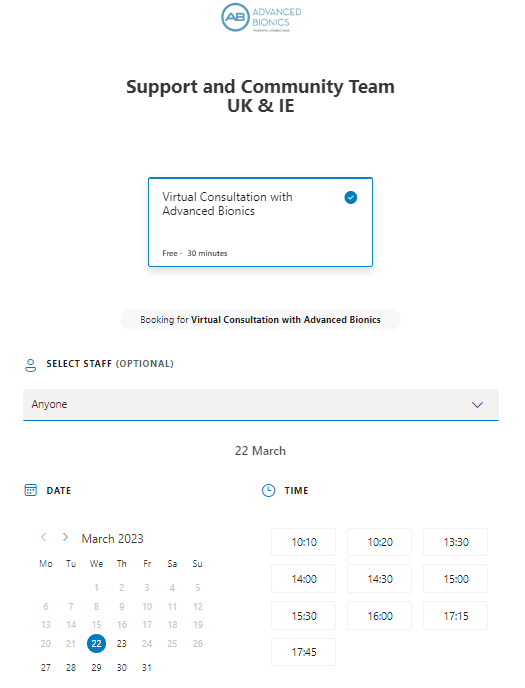 AB ADVANCED
BIONICS
POWERFUL CONNECTIONS
Support and Community Team
UK & IE
Virtual Consultation with
Advanced Bionics
Free · 30 minutes
Booking for Virtual Consultation with Advanced Bionics
SELECT STAFF (OPTIONAL)
Anyone
22 March
DATE
March 2023
Mo Tu We Th Fr Sa Su
1 2 3 4 5
6 7 8 9 10 11 12
13 14 15 16 17 18 19
20 21 22 23 24 25 26
27 28 29 30 31
TIME
10:10 10:20 13:30
14:00 14:30 15:00
15:30 16:00 17:15
17:45